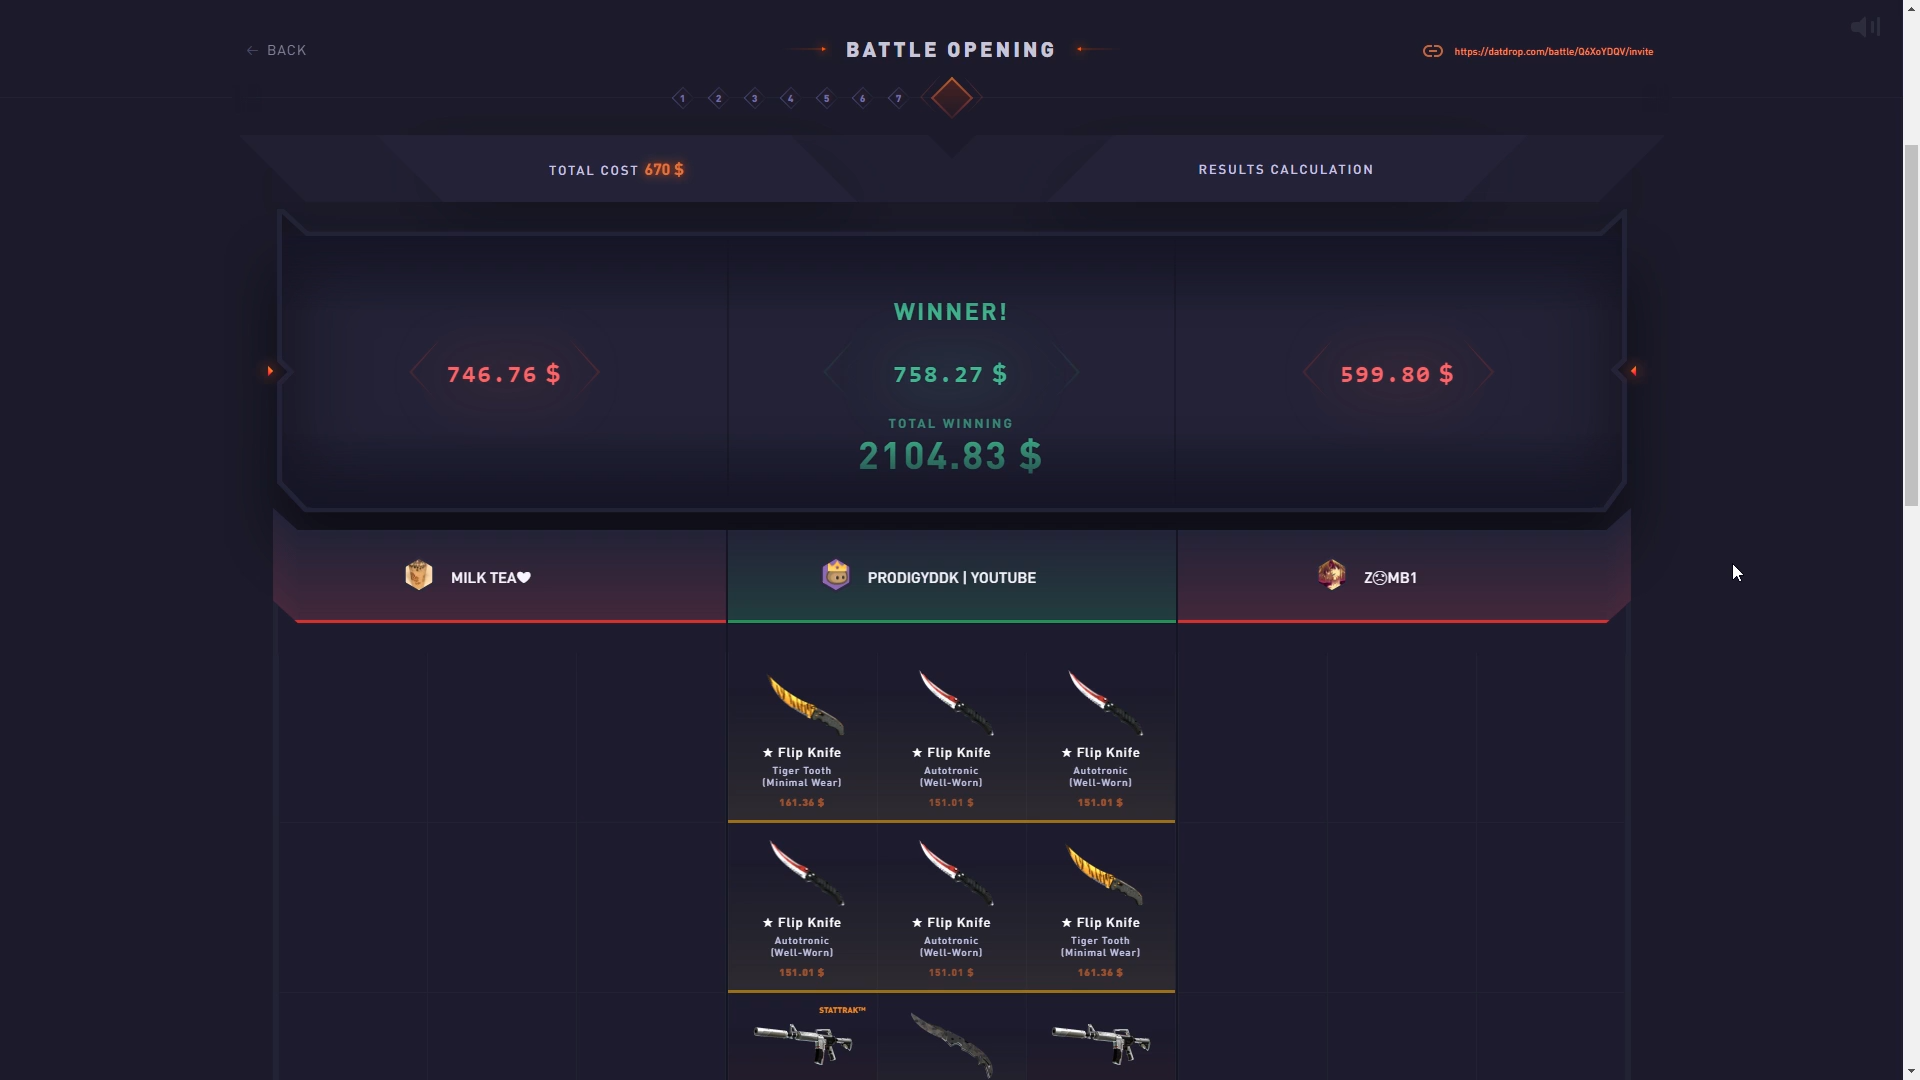 ← BACK
BATTLE OPENING
https://datdrop.com/battle/Q6XoYDQV/invite
1 2 3 4 5 6 7
TOTAL COST 670 $
RESULTS CALCULATION
WINNER!
746.76 $
758.27 $
599.80 $
TOTAL WINNING
2104.83 $
MILK TEA♥
PRODIGYDDK | YOUTUBE
Z☹MB1
★ Flip Knife
Tiger Tooth
(Minimal Wear)
161.36 $
★ Flip Knife
Autotronic
(Well-Worn)
151.01 $
★ Flip Knife
Autotronic
(Well-Worn)
151.01 $
★ Flip Knife
Autotronic
(Well-Worn)
151.01 $
★ Flip Knife
Autotronic
(Well-Worn)
151.01 $
★ Flip Knife
Tiger Tooth
(Minimal Wear)
161.36 $
STATTRAK™